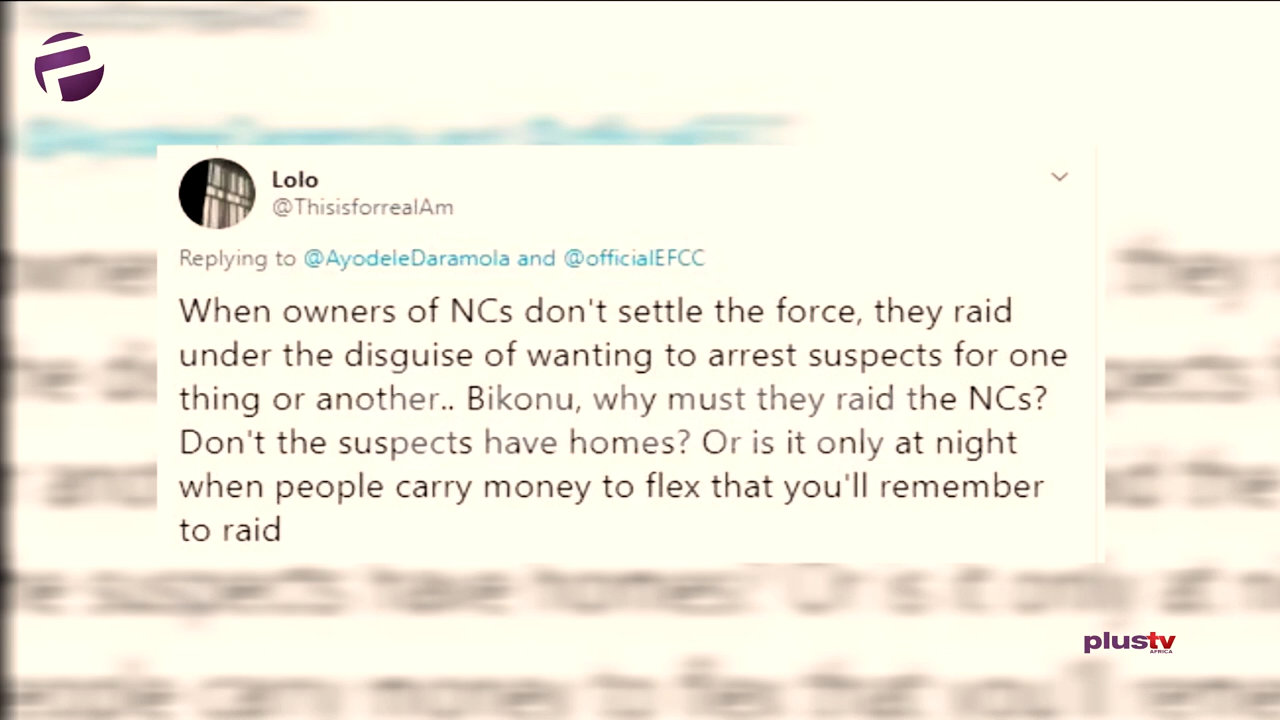 Lolo
@ThisisforrealAm
Replying to @AyodeleDaramola and @officialEFCC
When owners of NCs don't settle the force, they raid
under the disguise of wanting to arrest suspects for one
thing or another.. Bikonu, why must they raid the NCs?
Don't the suspects have homes? Or is it only at night
when people carry money to flex that you'll remember
to raid
plustv
AFRICA